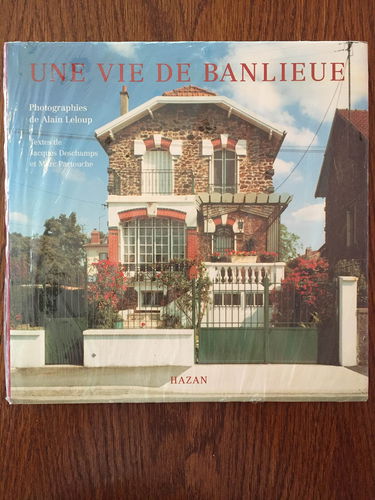 UNE VIE DE BANLIEUE
Photographies
de Alain Leloup
Textes de
Jacques Deschamps
et Marc Partouche
HAZAN